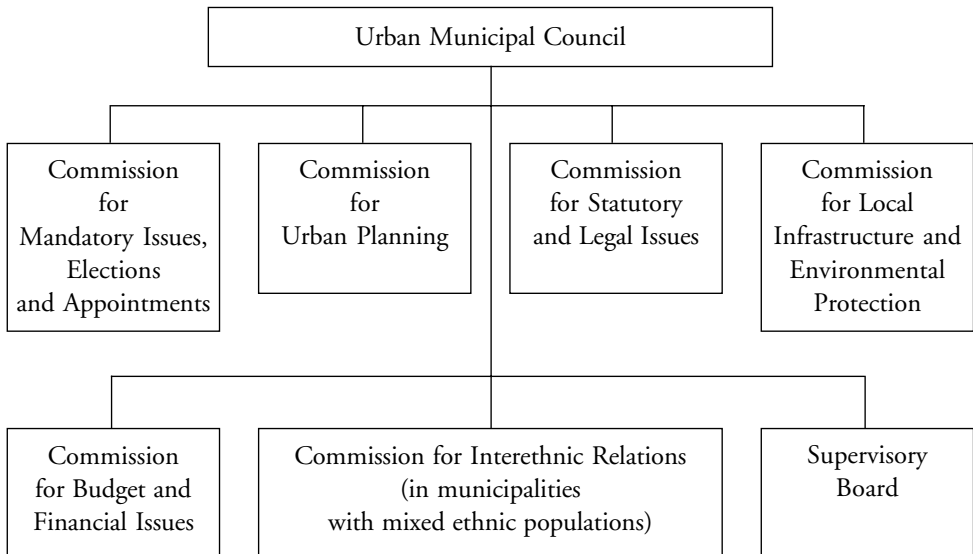 Urban Municipal Council
Commission
for
Mandatory Issues,
Elections
and Appointments
Commission
for
Urban Planning
Commission
for Statutory
and Legal Issues
Commission
for Local
Infrastructure and
Environmental
Protection
Commission
for Budget and
Financial Issues
Commission for Interethnic Relations
(in municipalities
with mixed ethnic populations)
Supervisory
Board